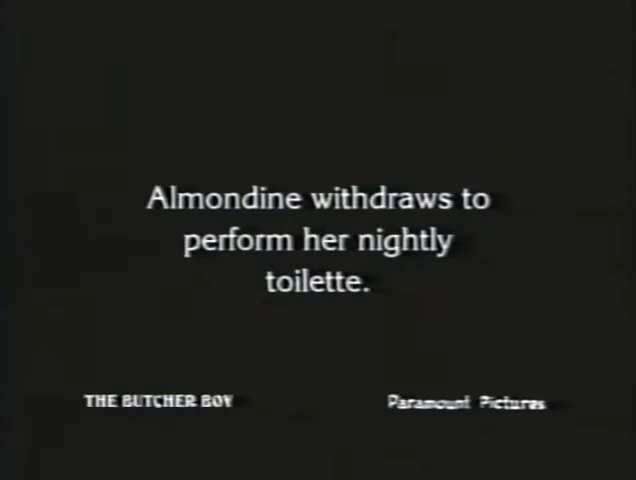 Almondine withdraws to
perform her nightly
toilette.
THE BUTCHER BOY
Paramount Pictures